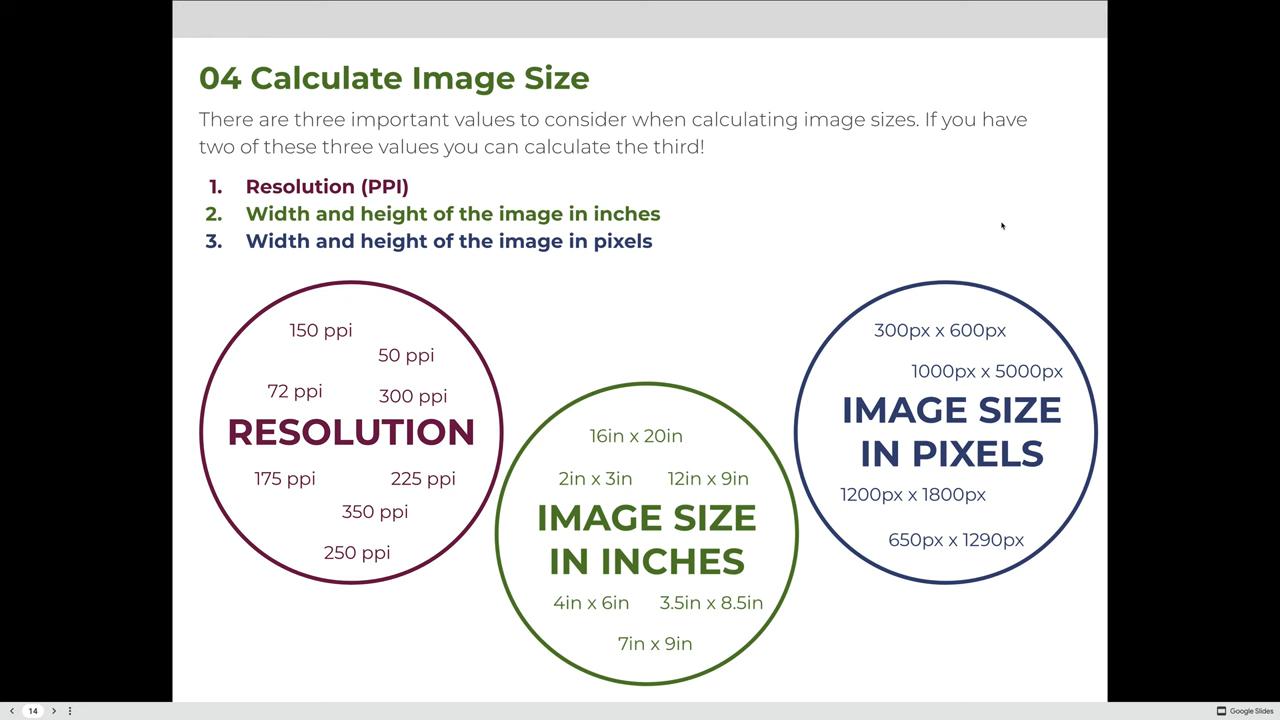 04 Calculate Image Size
There are three important values to consider when calculating image sizes. If you have
two of these three values you can calculate the third!
1. Resolution (PPI)
2. Width and height of the image in inches
3. Width and height of the image in pixels
150 ppi
50 ppi
72 ppi
300 ppi
RESOLUTION
175 ppi
225 ppi
350 ppi
250 ppi
16in x 20in
2in x 3in
12in x 9in
IMAGE SIZE
IN INCHES
4in x 6in
3.5in x 8.5in
7in x 9in
300px x 600px
1000px x 5000px
IMAGE SIZE
IN PIXELS
1200px x 1800px
650px x 1290px
14
Google Slides